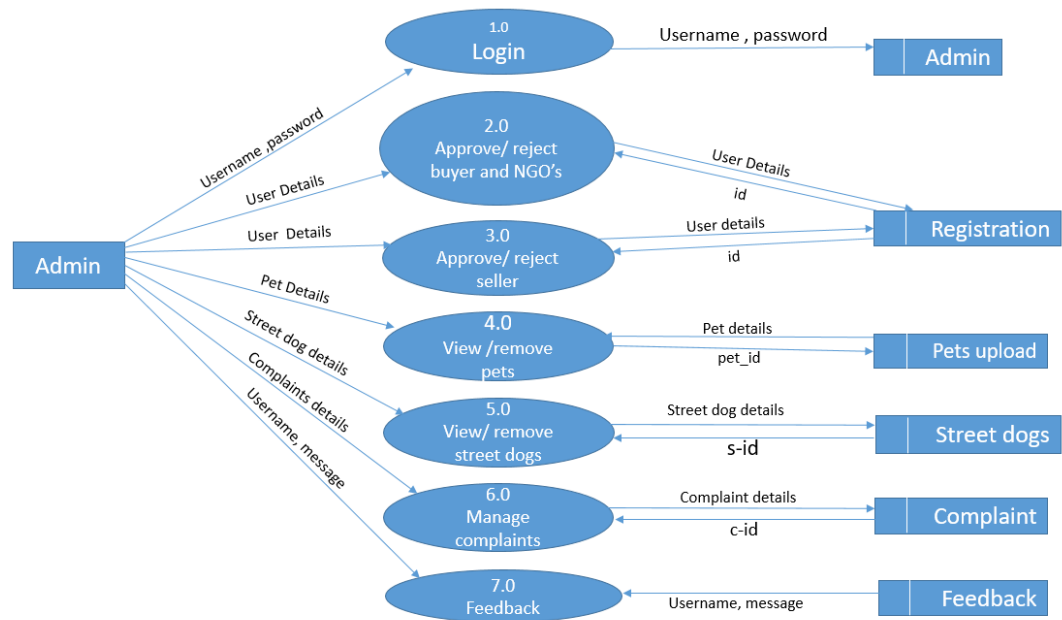 1.0
Login
Username , password
Admin
Username ,password
2.0
Approve/ reject
buyer and NGO's
User Details
id
User Details
Registration
User Details
3.0
Approve/ reject
seller
User details
id
Admin
Pet Details
4.0
View /remove
pets
Pet details
pet_id
Pets upload
Street dog details
5.0
View/ remove
street dogs
Street dog details
s-id
Street dogs
Complaints details
6.0
Manage
complaints
Complaint details
c-id
Complaint
Username, message
7.0
Feedback
Username, message
Feedback